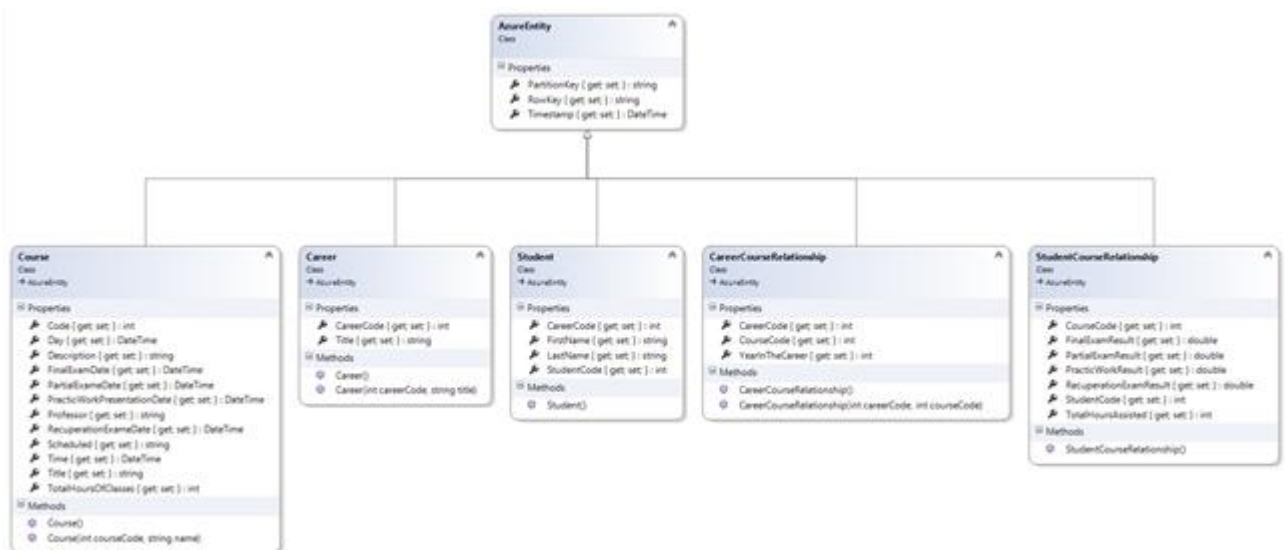 AzureEntity
Class
Properties
PartitionKey { get; set; } : string
RowKey { get; set; } : string
Timestamp { get; set; } : DateTime
Course
Class
AzureEntity
Properties
Code { get; set; } : int
Day { get; set; } : DateTime
Description { get; set; } : string
FinalExamDate { get; set; } : DateTime
PartialExameDate { get; set; } : DateTime
PracticWorkPresentationDate { get; set; } : DateTime
Professor { get; set; } : string
RecuperationExameDate { get; set; } : DateTime
Scheduled { get; set; } : string
Time { get; set; } : DateTime
Title { get; set; } : string
TotalHoursOfClasses { get; set; } : int
Methods
Course()
Course(int courseCode, string name)
Career
Class
AzureEntity
Properties
CareerCode { get; set; } : int
Title { get; set; } : string
Methods
Career()
Career(int careerCode, string title)
Student
Class
AzureEntity
Properties
CareerCode { get; set; } : int
FirstName { get; set; } : string
LastName { get; set; } : string
StudentCode { get; set; } : int
Methods
Student()
CareerCourseRelationship
Class
AzureEntity
Properties
CareerCode { get; set; } : int
CourseCode { get; set; } : int
YearInTheCareer { get; set; } : int
Methods
CareerCourseRelationship()
CareerCourseRelationship(int careerCode, int courseCode)
StudentCourseRelationship
Class
AzureEntity
Properties
CourseCode { get; set; } : int
FinalExamResult { get; set; } : double
PartialExamResult { get; set; } : double
PracticWorkResult { get; set; } : double
RecuperationExamResult { get; set; } : double
StudentCode { get; set; } : int
TotalHoursAssisted { get; set; } : int
Methods
StudentCourseRelationship()